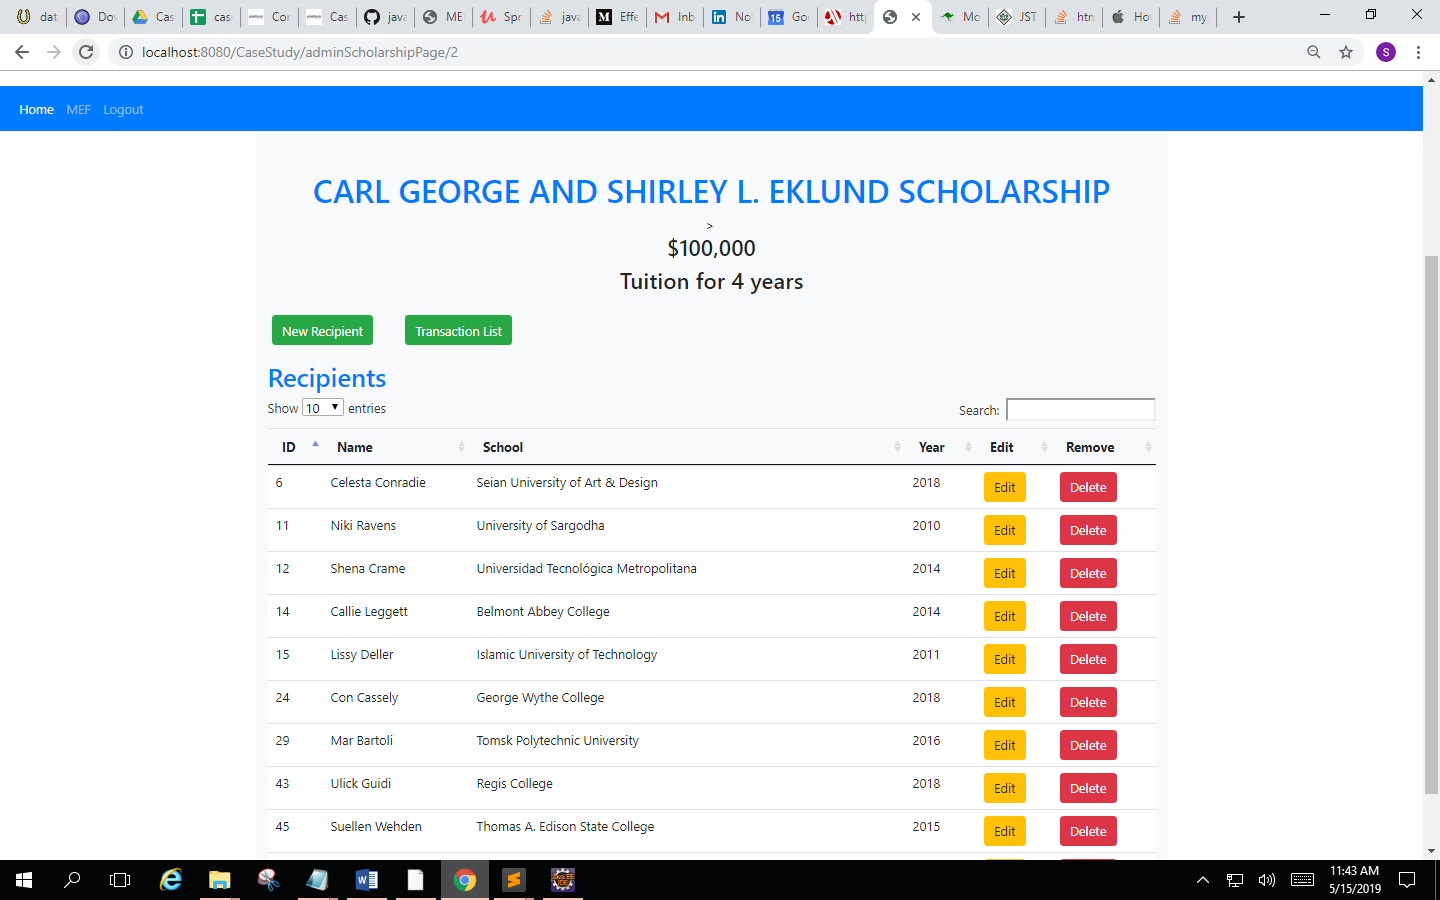 dat Dov Cas case Cor Cas java ME Spr java Effe Inb No Go http Mo JST htm Ho my
localhost:8080/CaseStudy/adminScholarshipPage/2 S
Home MEF Logout
CARL GEORGE AND SHIRLEY L. EKLUND SCHOLARSHIP
>
$100,000
Tuition for 4 years
New Recipient Transaction List
Recipients
Show 10 entries Search:
ID Name School Year Edit Remove
6 Celesta Conradie Seian University of Art & Design 2018 Edit Delete
11 Niki Ravens University of Sargodha 2010 Edit Delete
12 Shena Crame Universidad Tecnológica Metropolitana 2014 Edit Delete
14 Callie Leggett Belmont Abbey College 2014 Edit Delete
15 Lissy Deller Islamic University of Technology 2011 Edit Delete
24 Con Cassely George Wythe College 2018 Edit Delete
29 Mar Bartoli Tomsk Polytechnic University 2016 Edit Delete
43 Ulick Guidi Regis College 2018 Edit Delete
45 Suellen Wehden Thomas A. Edison State College 2015 Edit Delete
11:43 AM
5/15/2019